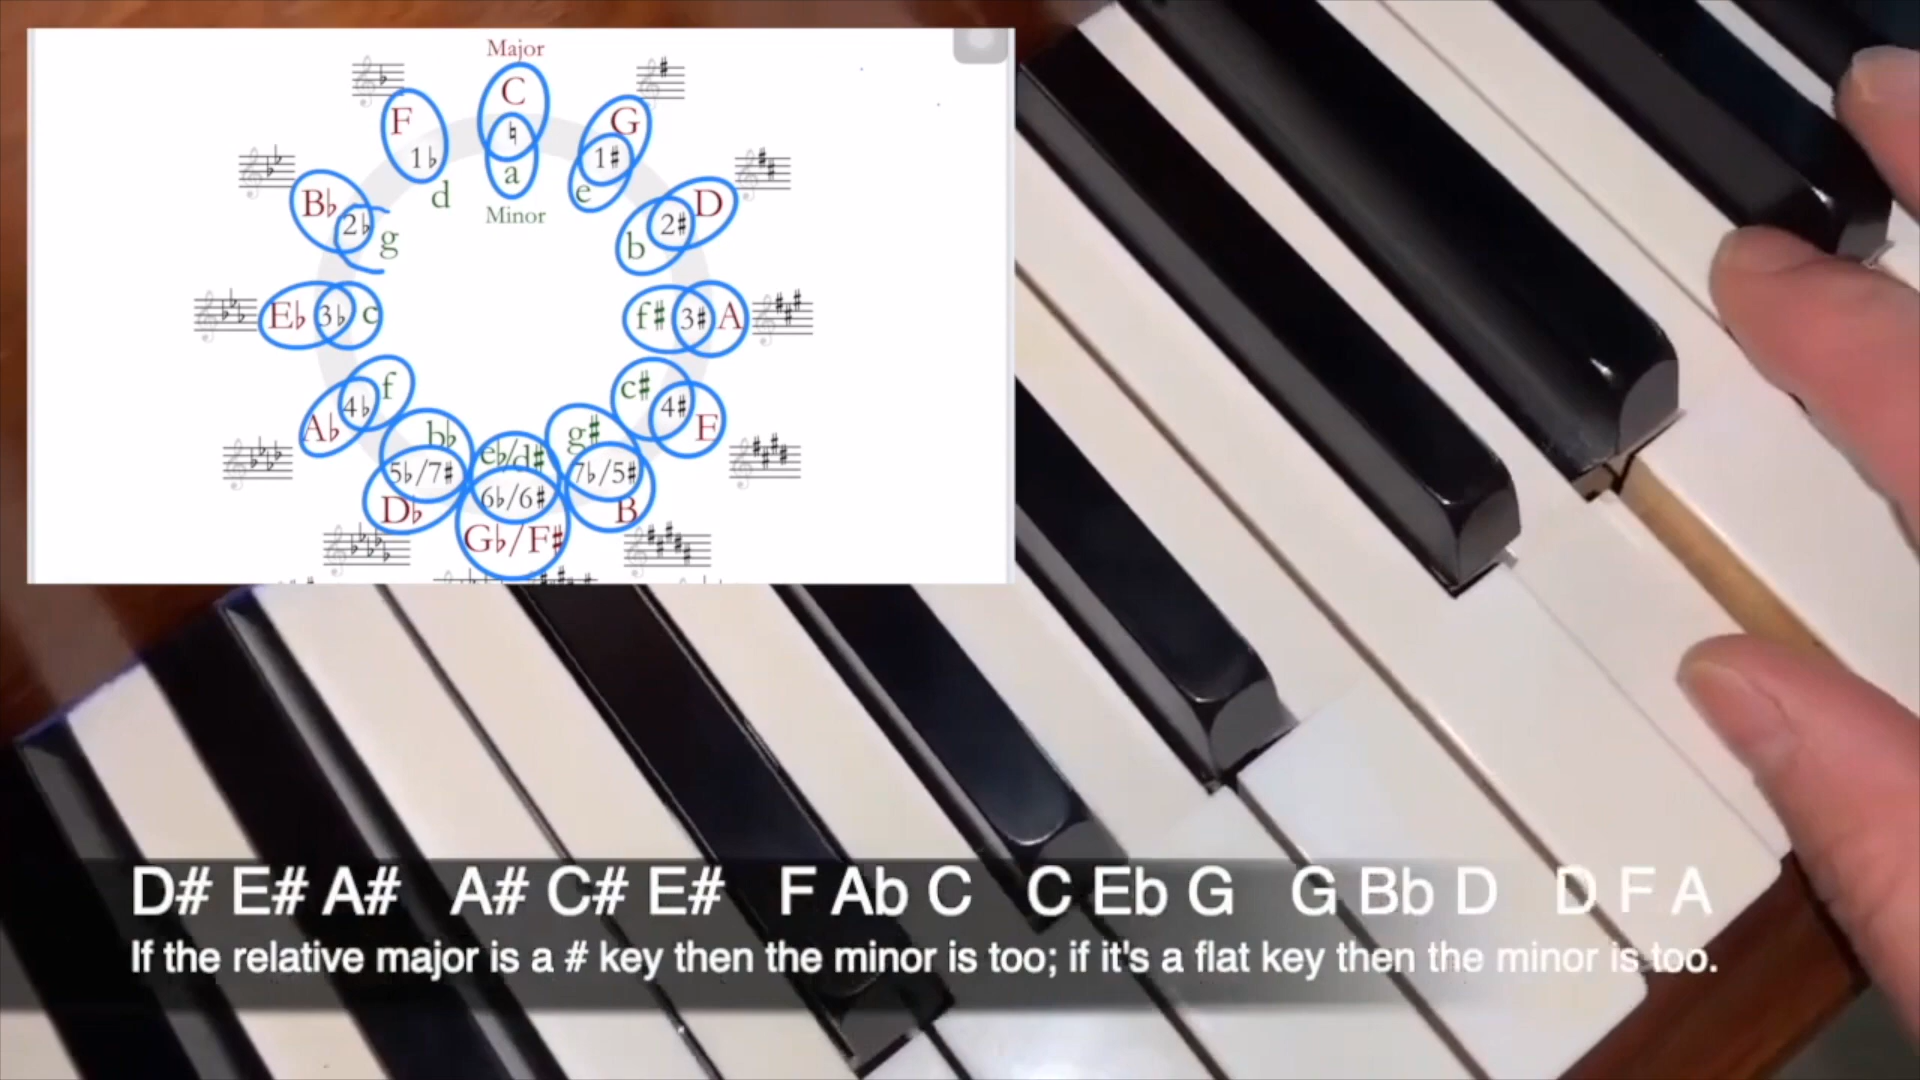 Major
F C G
1♭ ♮ 1#
d a e
Minor
B♭ 2♭ g
b 2# D
E♭ 3♭ c
f# 3# A
A♭ 4♭ f
c# 4# E
b♭ e♭/d# g#
5♭/7# 6♭/6# 7♭/5#
D♭ G♭/F# B
D# E# A# A# C# E# F Ab C C Eb G G Bb D D F A
If the relative major is a # key then the minor is too; if it's a flat key then the minor is too.